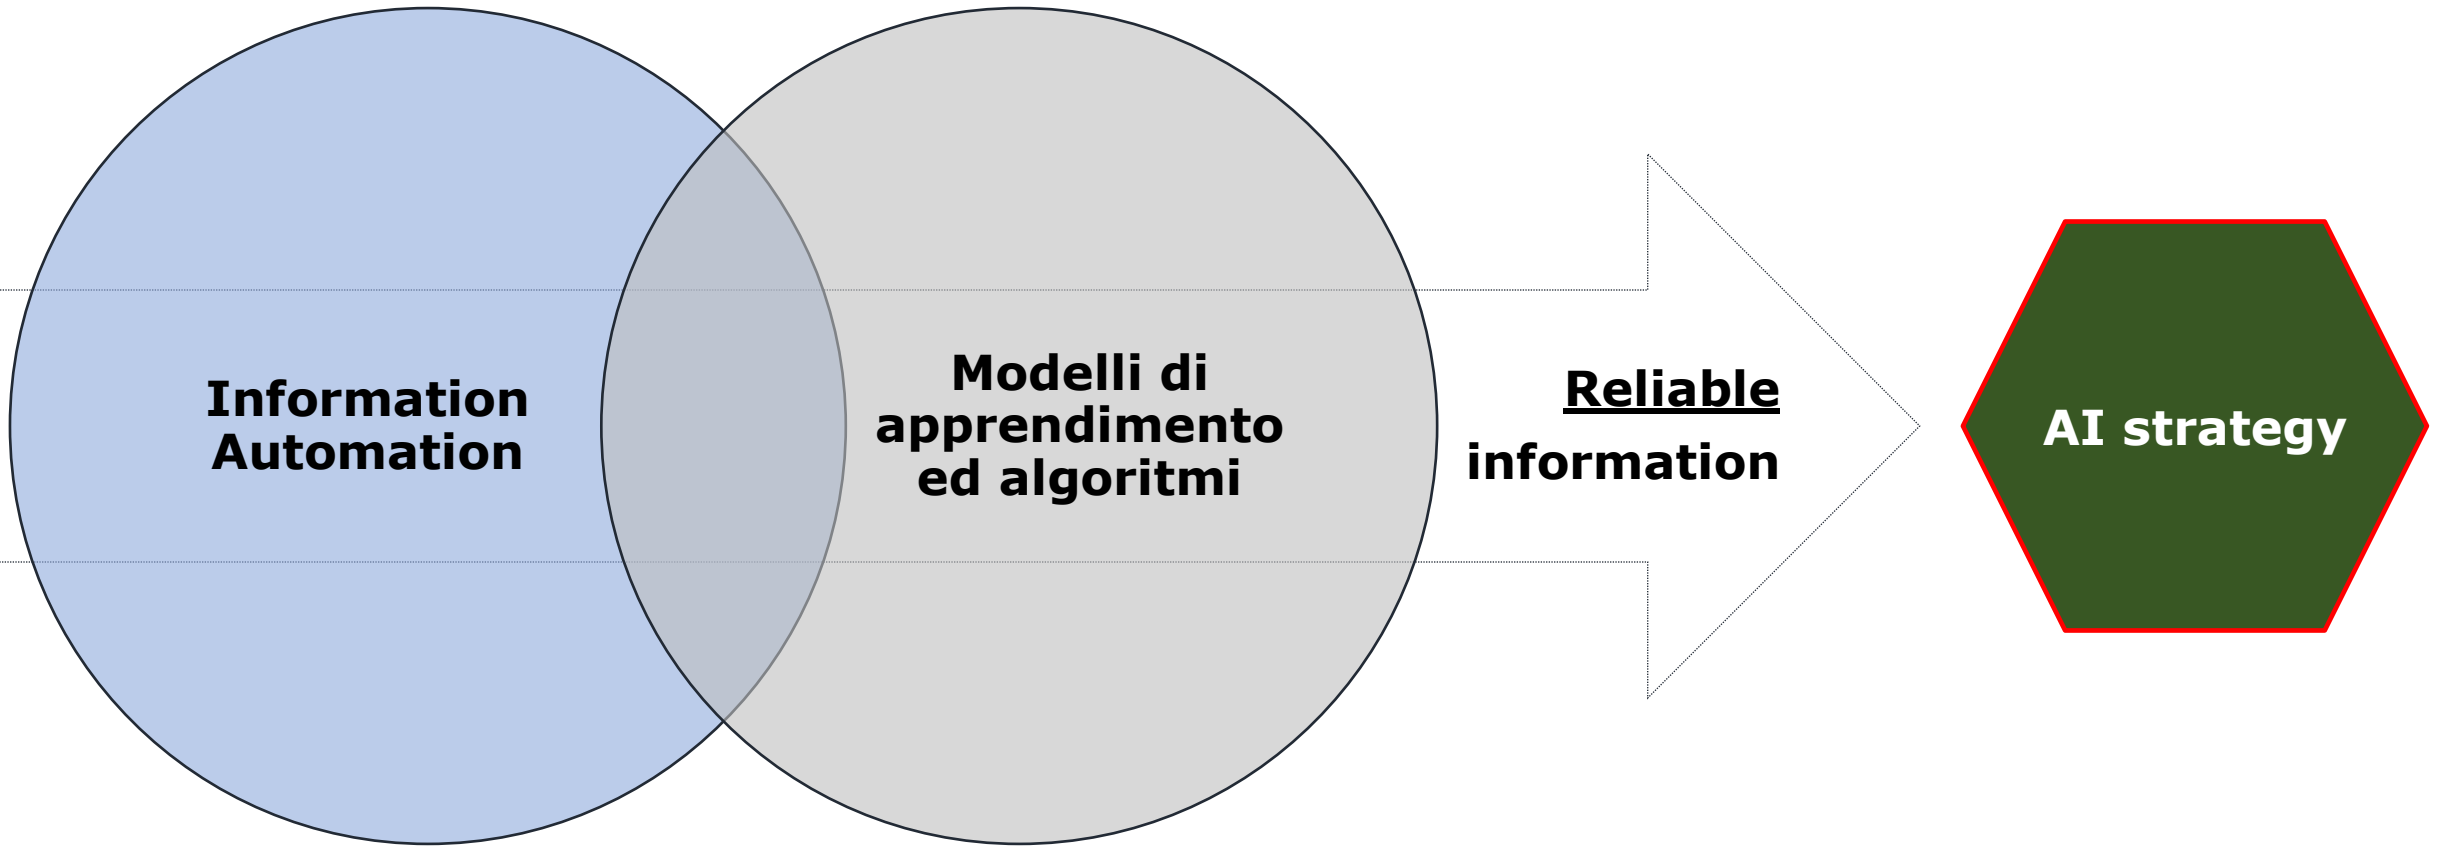 Information
Automation
Modelli di
apprendimento
ed algoritmi
Reliable
information
AI strategy